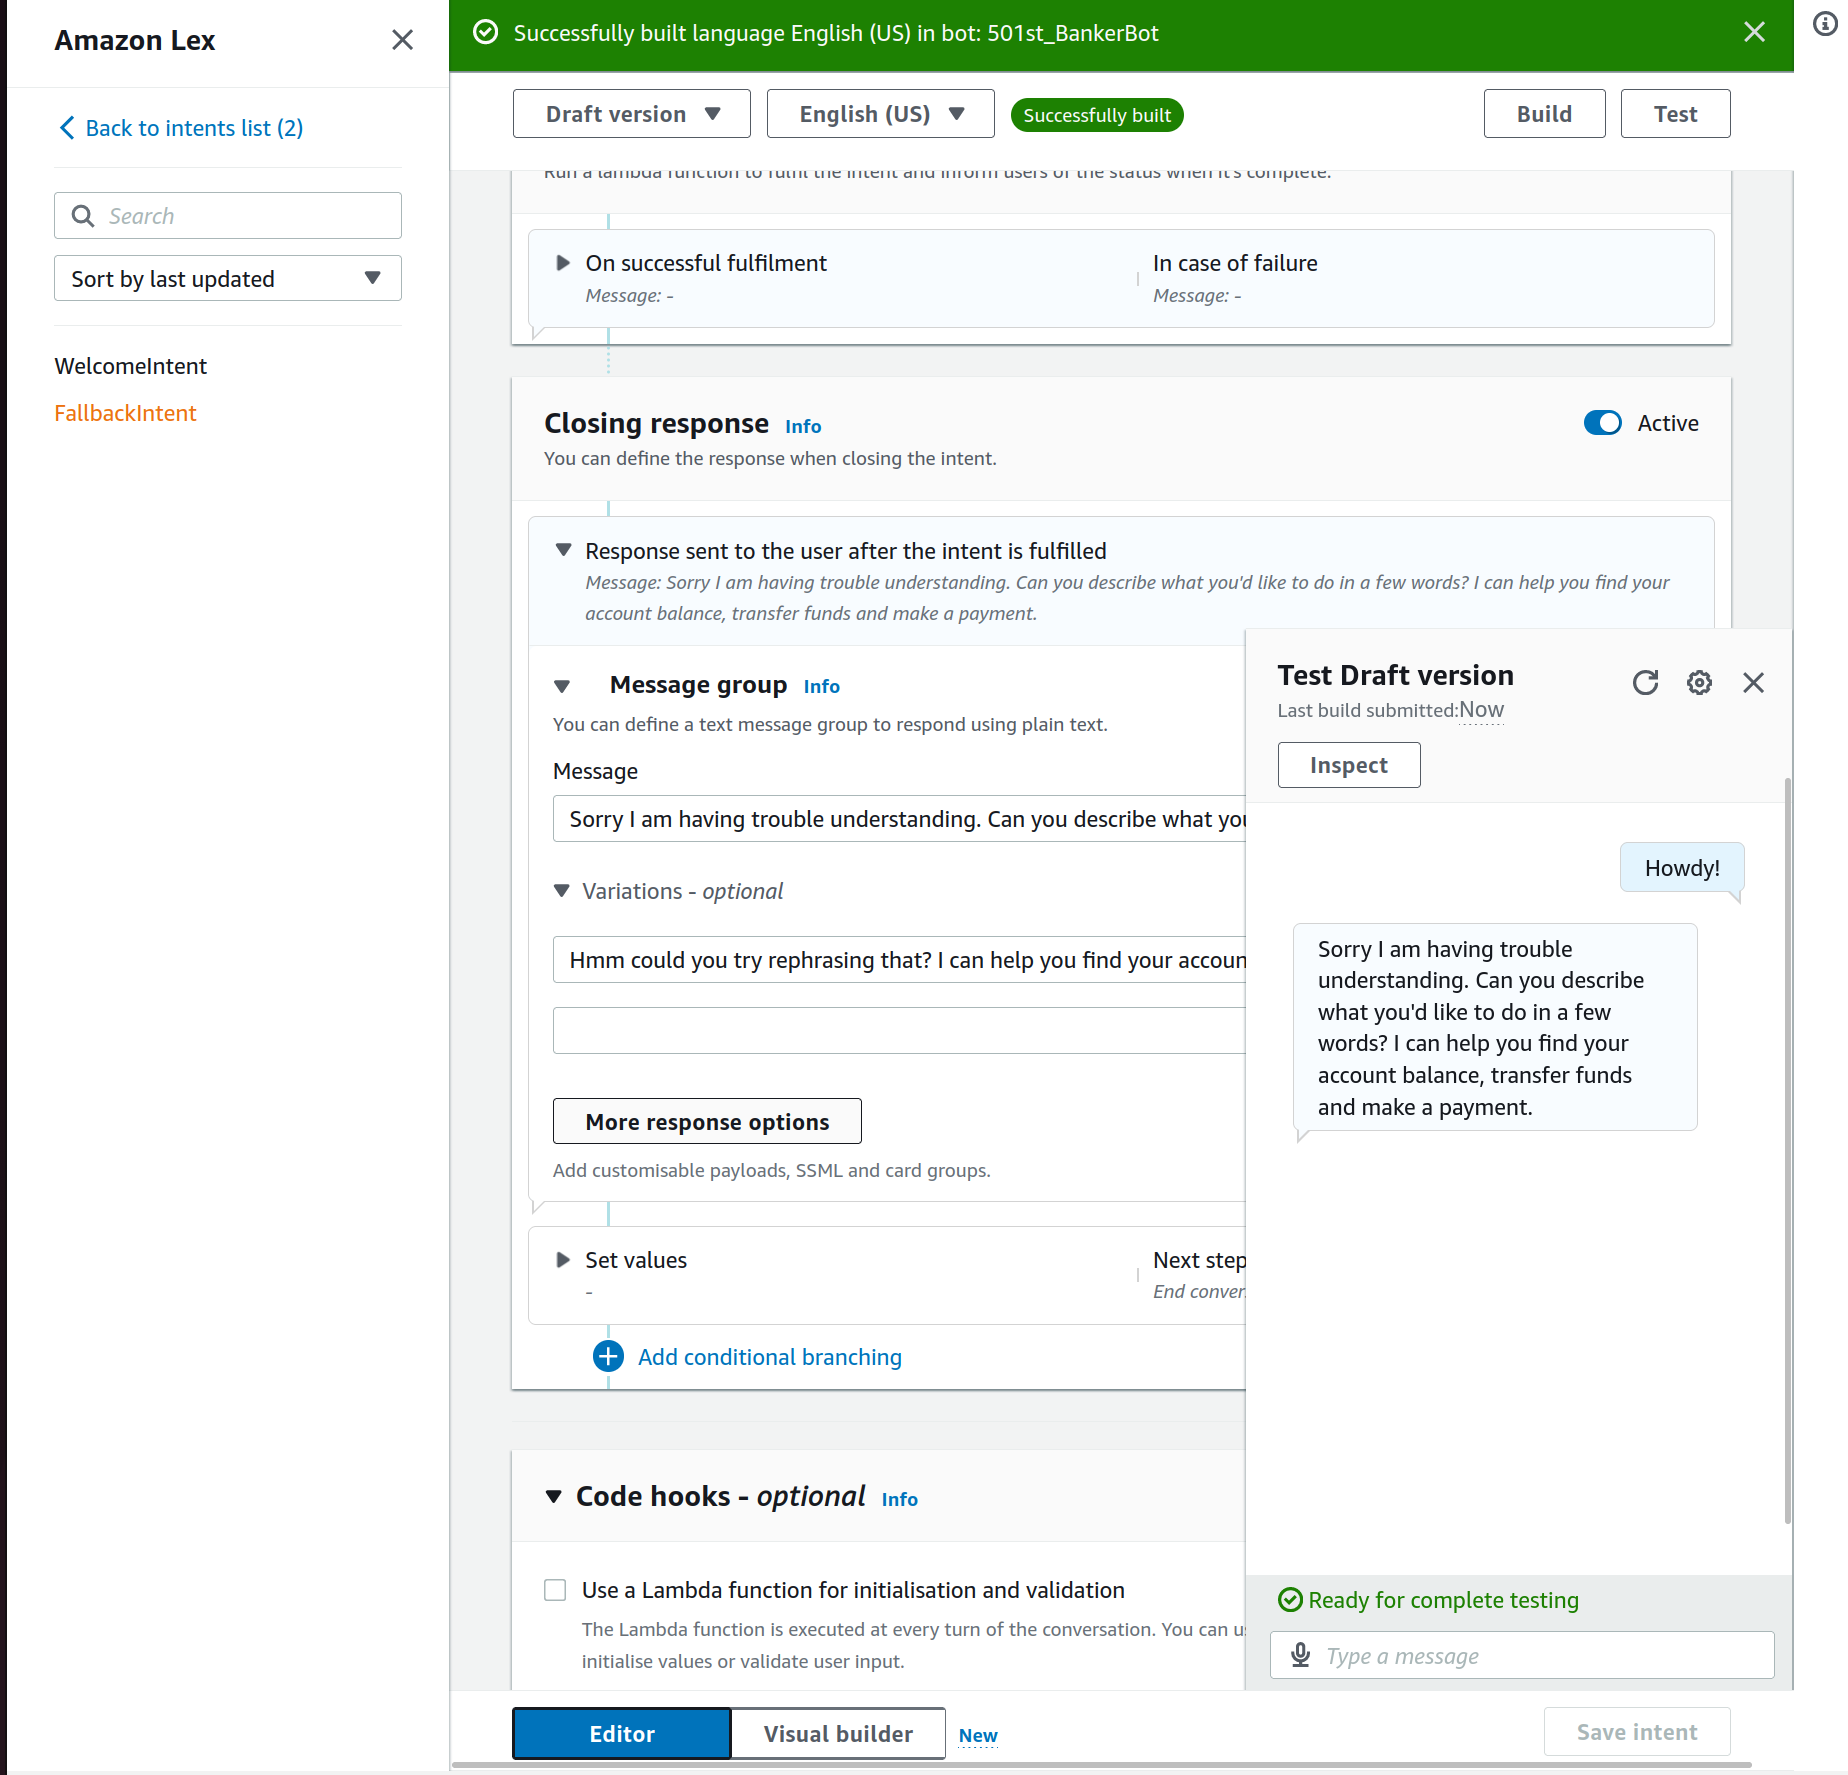 Amazon Lex
Back to intents list (2)
Search
Sort by last updated
WelcomeIntent
FallbackIntent
Successfully built language English (US) in bot: 501st_BankerBot
Draft version
English (US)
Successfully built
Build
Test
Run a lambda function to fulfil the intent and inform users of the status when it's complete.
On successful fulfilment
Message: -
In case of failure
Message: -
Closing response Info
Active
You can define the response when closing the intent.
Response sent to the user after the intent is fulfilled
Message: Sorry I am having trouble understanding. Can you describe what you'd like to do in a few words? I can help you find your
account balance, transfer funds and make a payment.
Message group Info
You can define a text message group to respond using plain text.
Message
Sorry I am having trouble understanding. Can you describe what you
Variations - optional
Hmm could you try rephrasing that? I can help you find your accoun
More response options
Add customisable payloads, SSML and card groups.
Set values
-
Next step
End conver
Add conditional branching
Code hooks - optional Info
Use a Lambda function for initialisation and validation
The Lambda function is executed at every turn of the conversation. You can u
initialise values or validate user input.
Test Draft version
Last build submitted:Now
Inspect
Howdy!
Sorry I am having trouble
understanding. Can you describe
what you'd like to do in a few
words? I can help you find your
account balance, transfer funds
and make a payment.
Ready for complete testing
Type a message
Editor
Visual builder
New
Save intent